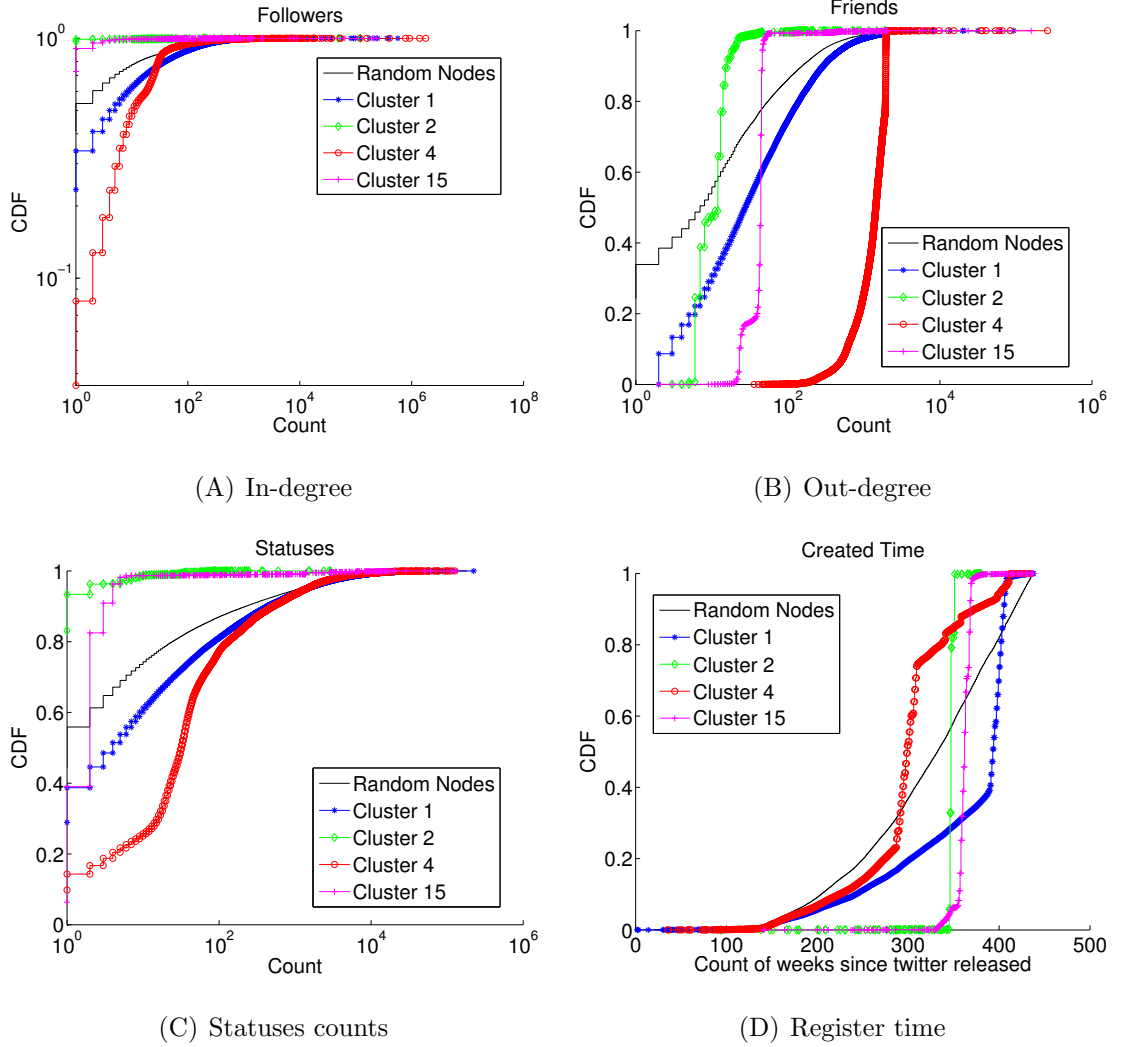 Followers
10^0
10^-1
CDF
Random Nodes
Cluster 1
Cluster 2
Cluster 4
Cluster 15
10^0 10^2 10^4 10^6 10^8
Count
(A) In-degree
Friends
1
0.8
0.6
0.4
0.2
0
CDF
Random Nodes
Cluster 1
Cluster 2
Cluster 4
Cluster 15
10^0 10^2 10^4 10^6
Count
(B) Out-degree
Statuses
1
0.8
0.6
0.4
0.2
0
CDF
Random Nodes
Cluster 1
Cluster 2
Cluster 4
Cluster 15
10^0 10^2 10^4 10^6
Count
(C) Statuses counts
Created Time
1
0.8
0.6
0.4
0.2
0
CDF
Random Nodes
Cluster 1
Cluster 2
Cluster 4
Cluster 15
0 100 200 300 400 500
Count of weeks since twitter released
(D) Register time